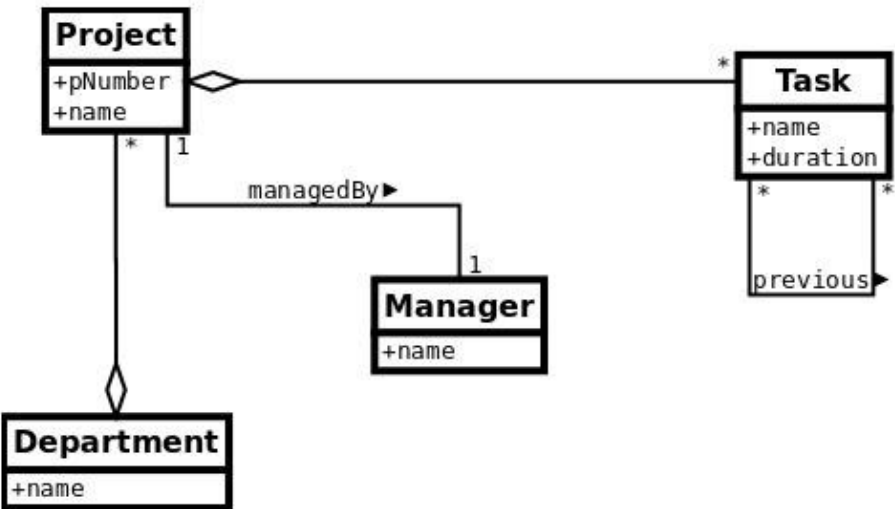 Project
+pNumber
+name
*
1
*
Task
+name
+duration
*
*
previous▶
managedBy▶
1
Manager
+name
Department
+name